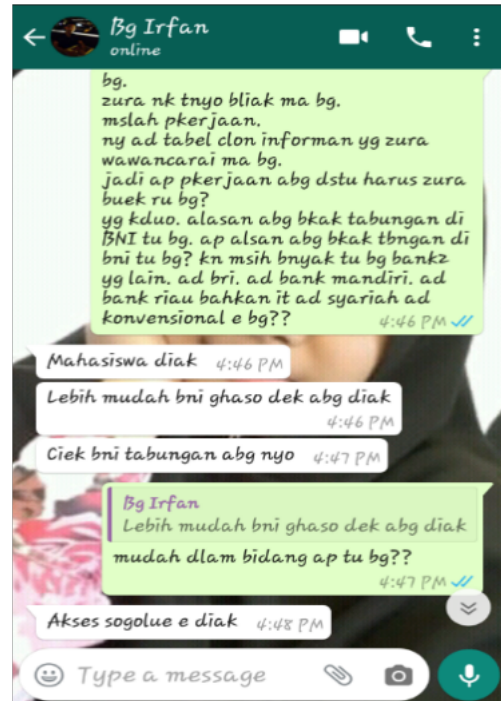 Bg Irfan
online
bg.
zura nk tnyo bliak ma bg.
mslah pkerjaan.
ny ad tabel clon informan yg zura
wawancarai ma bg.
jadi ap pkerjaan abg dstu harus zura
buek ru bg?
yg kduo. alasan abg bkak tabungan di
BNI tu bg. ap alsan abg bkak tbngan di
bni tu bg? kn msih bnyak tu bg bankz
yg lain. ad bri. ad bank mandiri. ad
bank riau bahkan it ad syariah ad
konvensional e bg??
4:46 PM
Mahasiswa diak 4:46 PM
Lebih mudah bni ghaso dek abg diak
4:46 PM
Ciek bni tabungan abg nyo 4:47 PM
Bg Irfan
Lebih mudah bni ghaso dek abg diak
mudah dlam bidang ap tu bg??
4:47 PM
Akses sogolue e diak 4:48 PM
Type a message